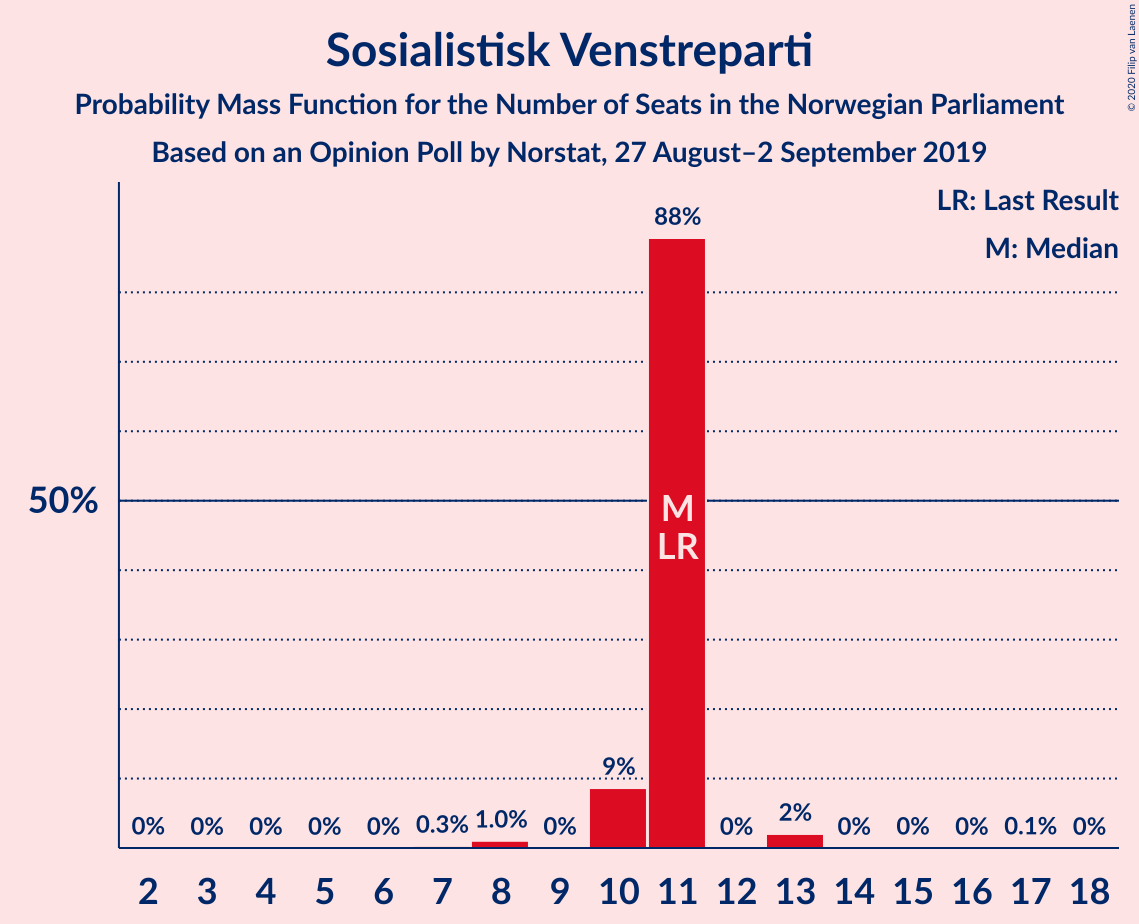 Sosialistisk Venstreparti
Probability Mass Function for the Number of Seats in the Norwegian Parliament
Based on an Opinion Poll by Norstat, 27 August–2 September 2019
© 2020 Filip van Laenen
LR: Last Result
M: Median
88%
50%
M
LR
9%
0% 0% 0% 0% 0% 0.3% 1.0% 0% 0% 2% 0% 0% 0% 0.1% 0%
2 3 4 5 6 7 8 9 10 11 12 13 14 15 16 17 18